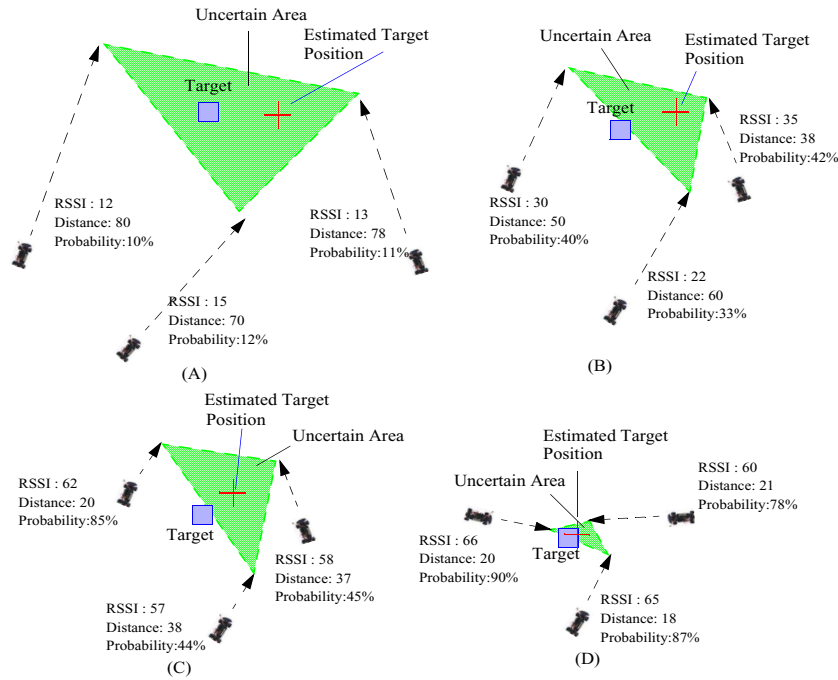 Uncertain Area
Estimated Target
Position
Target
RSSI : 12
Distance: 80
Probability:10%
RSSI : 13
Distance: 78
Probability:11%
RSSI : 15
Distance: 70
Probability:12%
(A)
Uncertain Area
Estimated Target
Position
Target
RSSI : 35
Distance: 38
Probability:42%
RSSI : 30
Distance: 50
Probability:40%
RSSI : 22
Distance: 60
Probability:33%
(B)
Estimated Target
Position
Uncertain Area
RSSI : 62
Distance: 20
Probability:85%
Target
RSSI : 58
Distance: 37
Probability:45%
RSSI : 57
Distance: 38
Probability:44%
(C)
Estimated Target
Position
Uncertain Area
RSSI : 60
Distance: 21
Probability:78%
Target
RSSI : 66
Distance: 20
Probability:90%
RSSI : 65
Distance: 18
Probability:87%
(D)